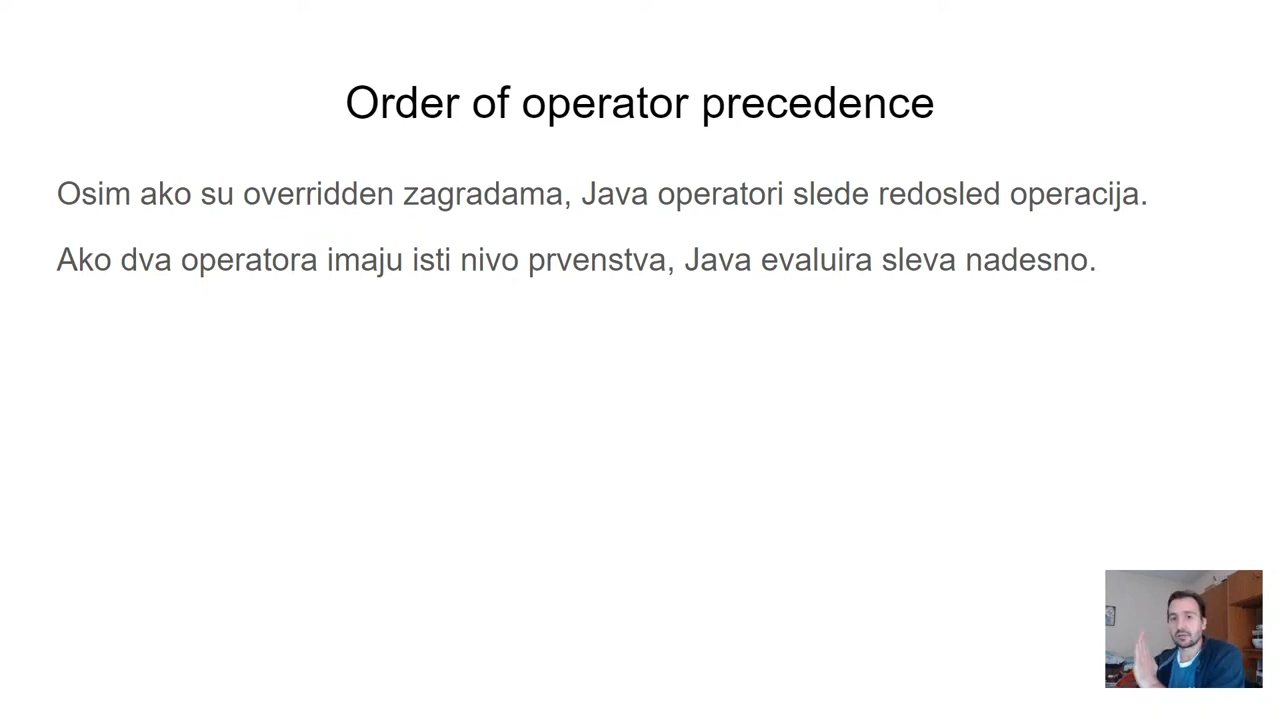 Order of operator precedence
Osim ako su overridden zagradama, Java operatori slede redosled operacija.
Ako dva operatora imaju isti nivo prvenstva, Java evaluira sleva nadesno.